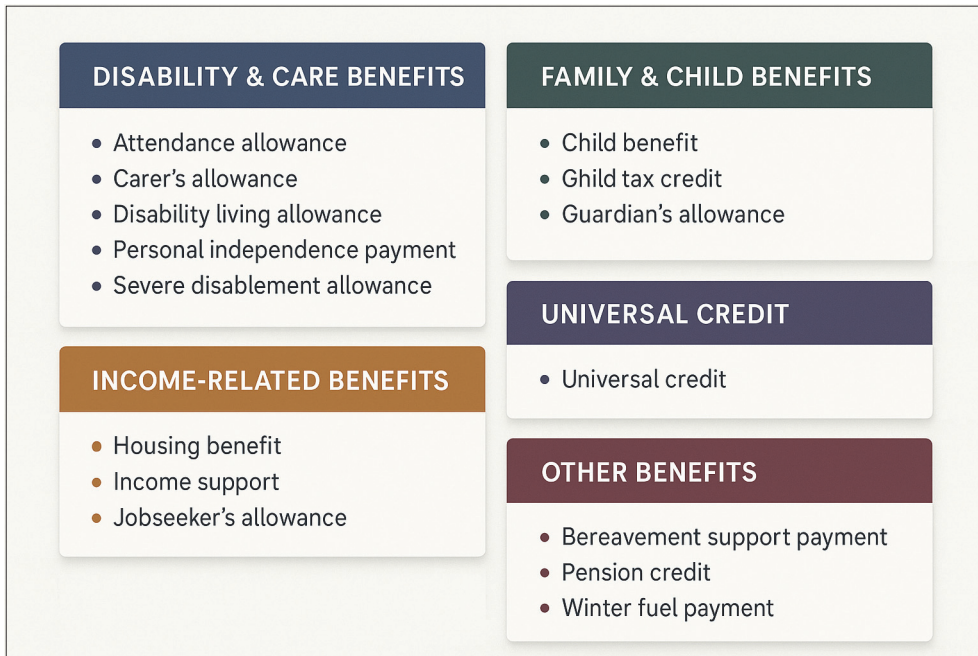 DISABILITY & CARE BENEFITS
• Attendance allowance
• Carer’s allowance
• Disability living allowance
• Personal independence payment
• Severe disablement allowance
INCOME-RELATED BENEFITS
• Housing benefit
• Income support
• Jobseeker’s allowance
FAMILY & CHILD BENEFITS
• Child benefit
• Ghild tax credit
• Guardian’s allowance
UNIVERSAL CREDIT
• Universal credit
OTHER BENEFITS
• Bereavement support payment
• Pension credit
• Winter fuel payment